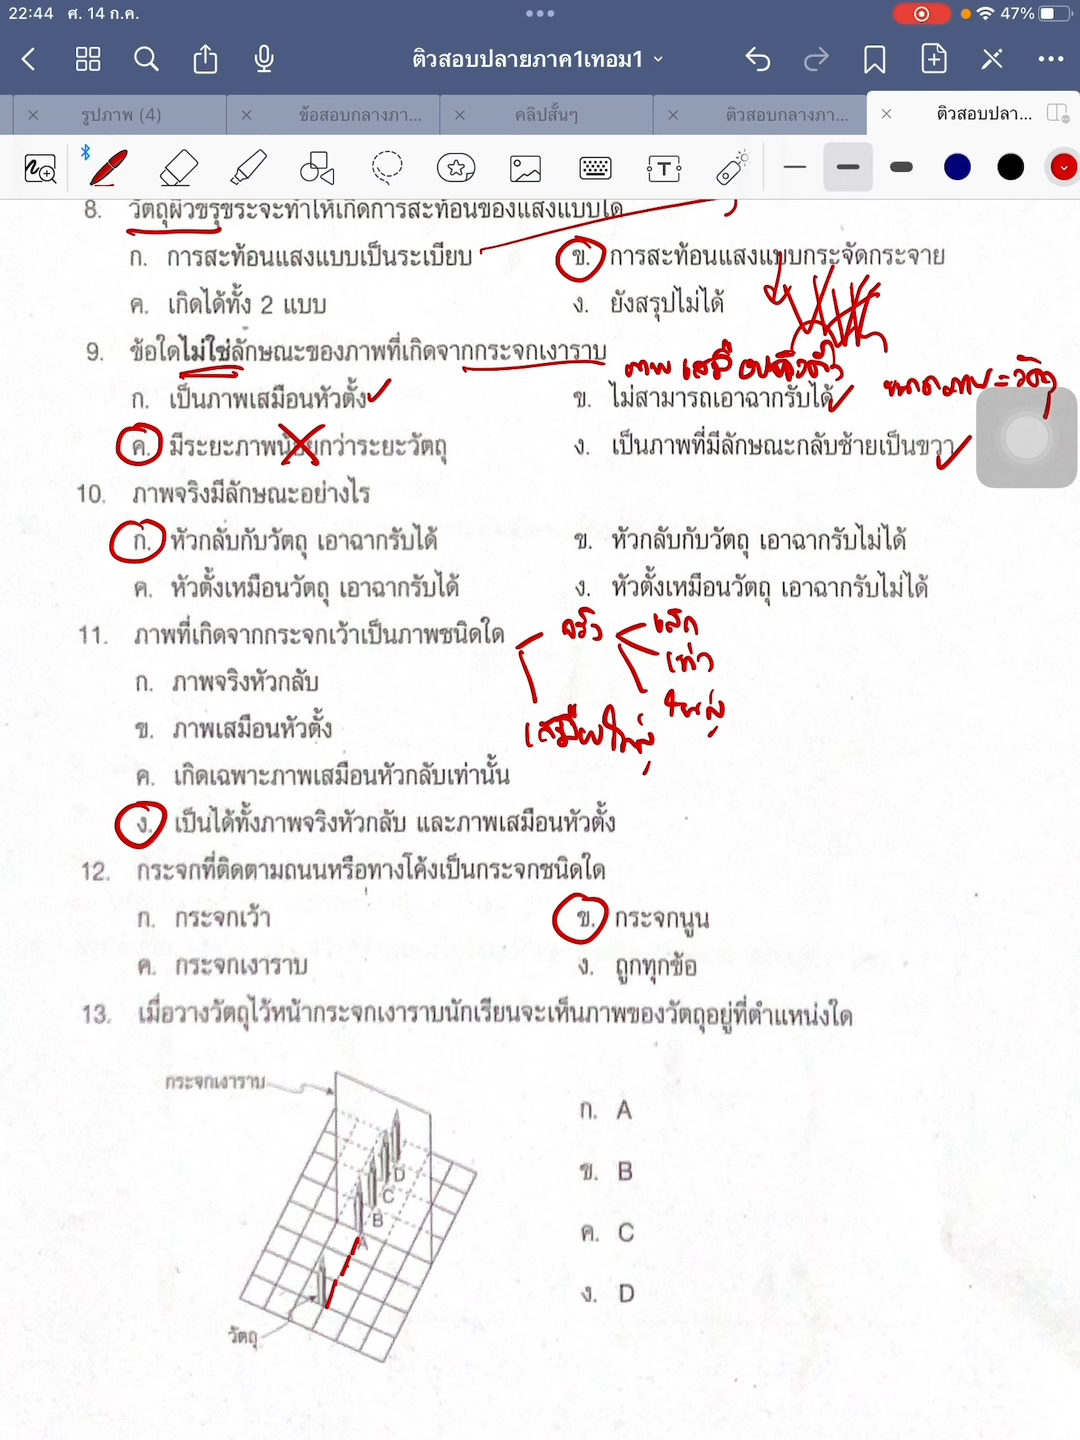 22:44 ศ. 14 ก.ค.
47%
ติวสอบปลายภาค1เทอม1
รูปภาพ (4)
ข้อสอบกลางภา...
คลิปสั้นๆ
ติวสอบกลางภา...
ติวสอบปลา...
8. วัตถุผิวขรุขระจะทำให้เกิดการสะท้อนของแสงแบบใด
ก. การสะท้อนแสงแบบเป็นระเบียบ
ข. การสะท้อนแสงแบบกระจัดกระจาย
ค. เกิดได้ทั้ง 2 แบบ
ง. ยังสรุปไม่ได้
9. ข้อใดไม่ใช่ลักษณะของภาพที่เกิดจากกระจกเงาราบ
ภาพ เสมือนหัวตั้ง
ก. เป็นภาพเสมือนหัวตั้ง
ข. ไม่สามารถเอาฉากรับได้
ค. มีระยะภาพน้อยกว่าระยะวัตถุ
ง. เป็นภาพที่มีลักษณะกลับซ้ายเป็นขวา
10. ภาพจริงมีลักษณะอย่างไร
ก. หัวกลับกับวัตถุ เอาฉากรับได้
ข. หัวกลับกับวัตถุ เอาฉากรับไม่ได้
ค. หัวตั้งเหมือนวัตถุ เอาฉากรับได้
ง. หัวตั้งเหมือนวัตถุ เอาฉากรับไม่ได้
11. ภาพที่เกิดจากกระจกเว้าเป็นภาพชนิดใด
จริง
เล็ก
เท่า
ใหญ่
เสมือนใหญ่
ก. ภาพจริงหัวกลับ
ข. ภาพเสมือนหัวตั้ง
ค. เกิดเฉพาะภาพเสมือนหัวกลับเท่านั้น
ง. เป็นได้ทั้งภาพจริงหัวกลับ และภาพเสมือนหัวตั้ง
12. กระจกที่ติดตามถนนหรือทางโค้งเป็นกระจกชนิดใด
ก. กระจกเว้า
ข. กระจกนูน
ค. กระจกเงาราบ
ง. ถูกทุกข้อ
13. เมื่อวางวัตถุไว้หน้ากระจกเงาราบนักเรียนจะเห็นภาพของวัตถุอยู่ที่ตำแหน่งใด
กระจกเงาราบ
D
C
B
A
วัตถุ
ก. A
ข. B
ค. C
ง. D